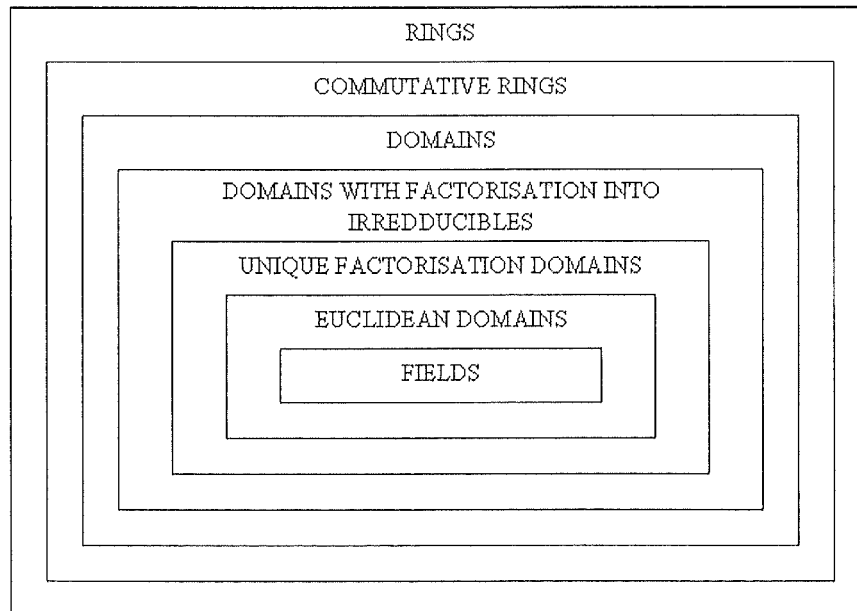 RINGS
COMMUTATIVE RINGS
DOMAINS
DOMAINS WITH FACTORISATION INTO
IRREDDUCIBLES
UNIQUE FACTORISATION DOMAINS
EUCLIDEAN DOMAINS
FIELDS